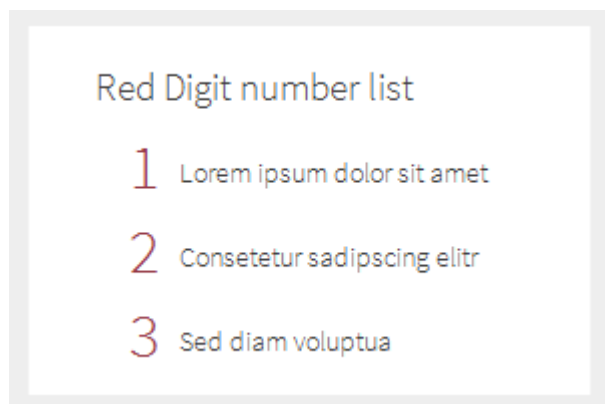 Red Digit number list
1 Lorem ipsum dolor sit amet
2 Consetetur sadipscing elitr
3 Sed diam voluptua